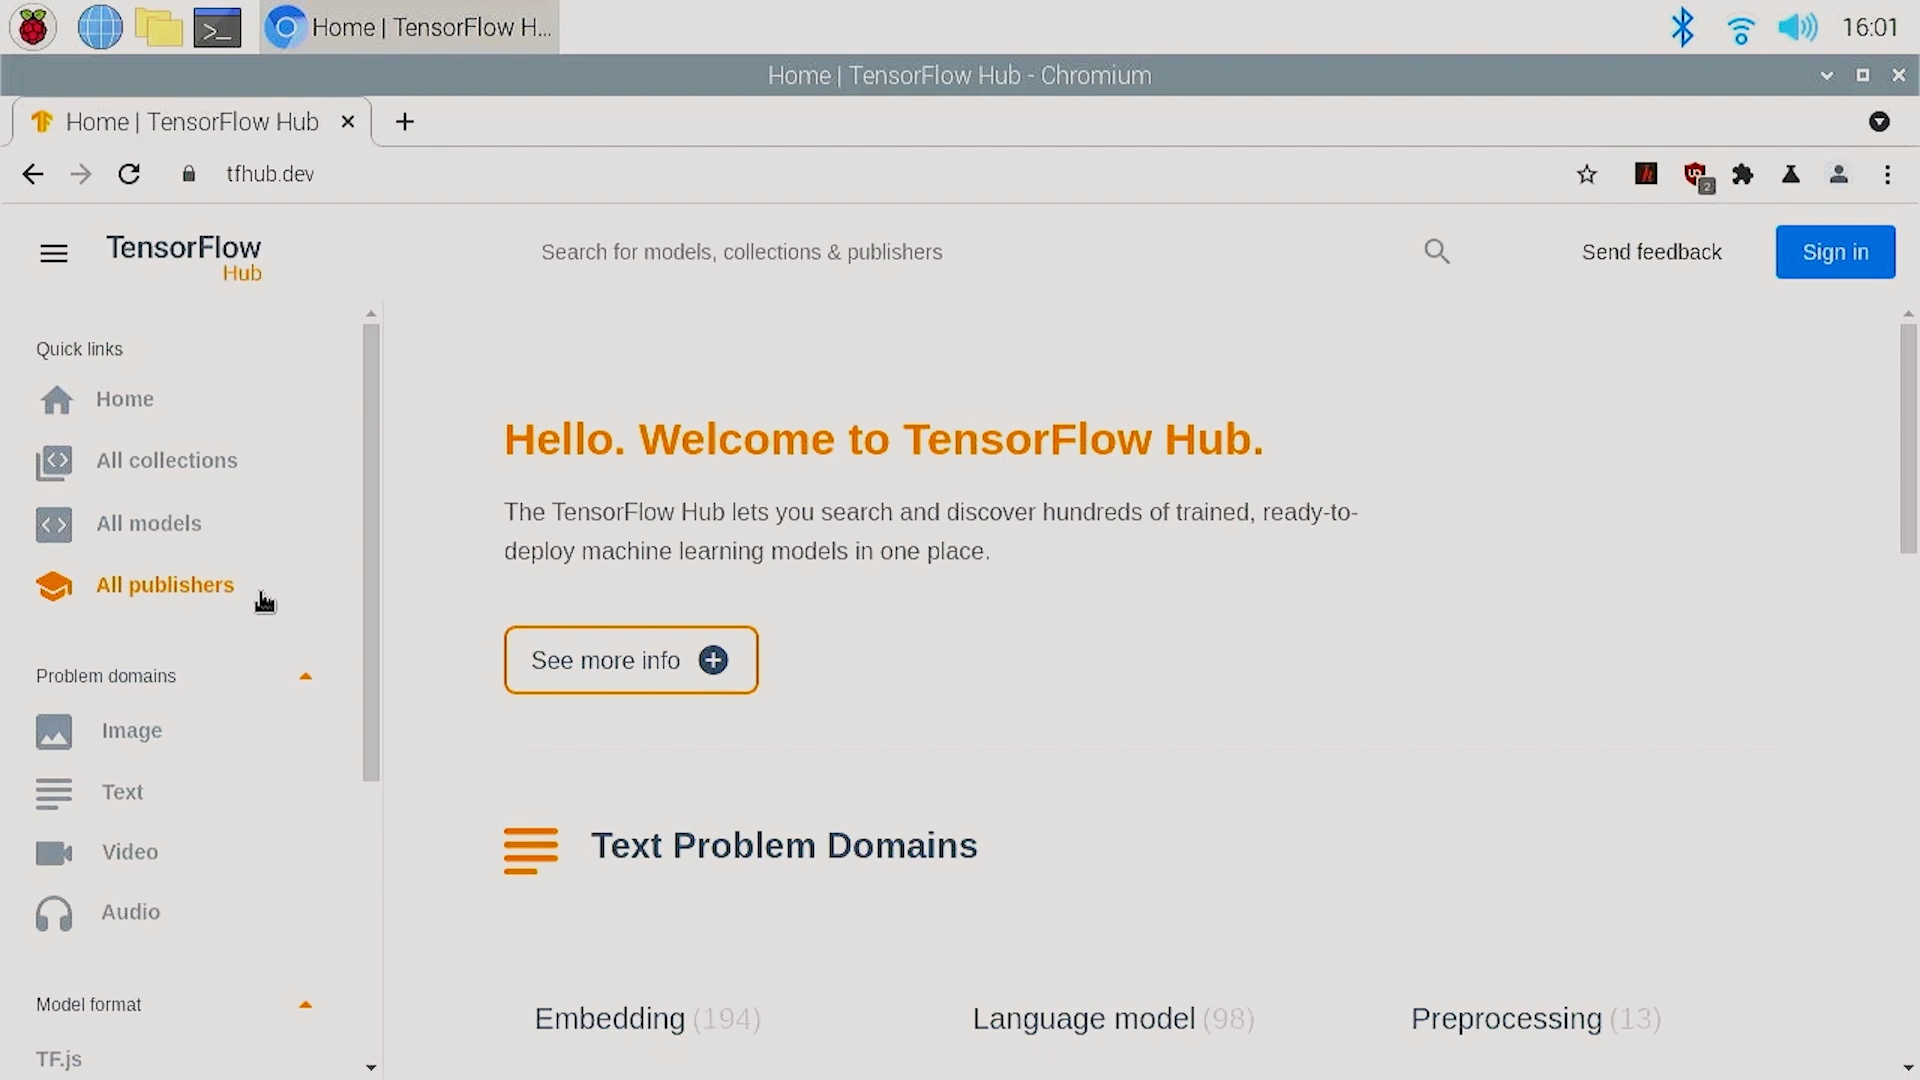 Home | TensorFlow H...
16:01
Home | TensorFlow Hub - Chromium
Home | TensorFlow Hub
tfhub.dev
2
TensorFlow
Hub
Search for models, collections & publishers
Send feedback
Sign in
Quick links
Home
All collections
All models
All publishers
Problem domains
Image
Text
Video
Audio
Model format
TF.js
Hello. Welcome to TensorFlow Hub.
The TensorFlow Hub lets you search and discover hundreds of trained, ready-to-
deploy machine learning models in one place.
See more info
Text Problem Domains
Embedding (194)
Language model (98)
Preprocessing (13)